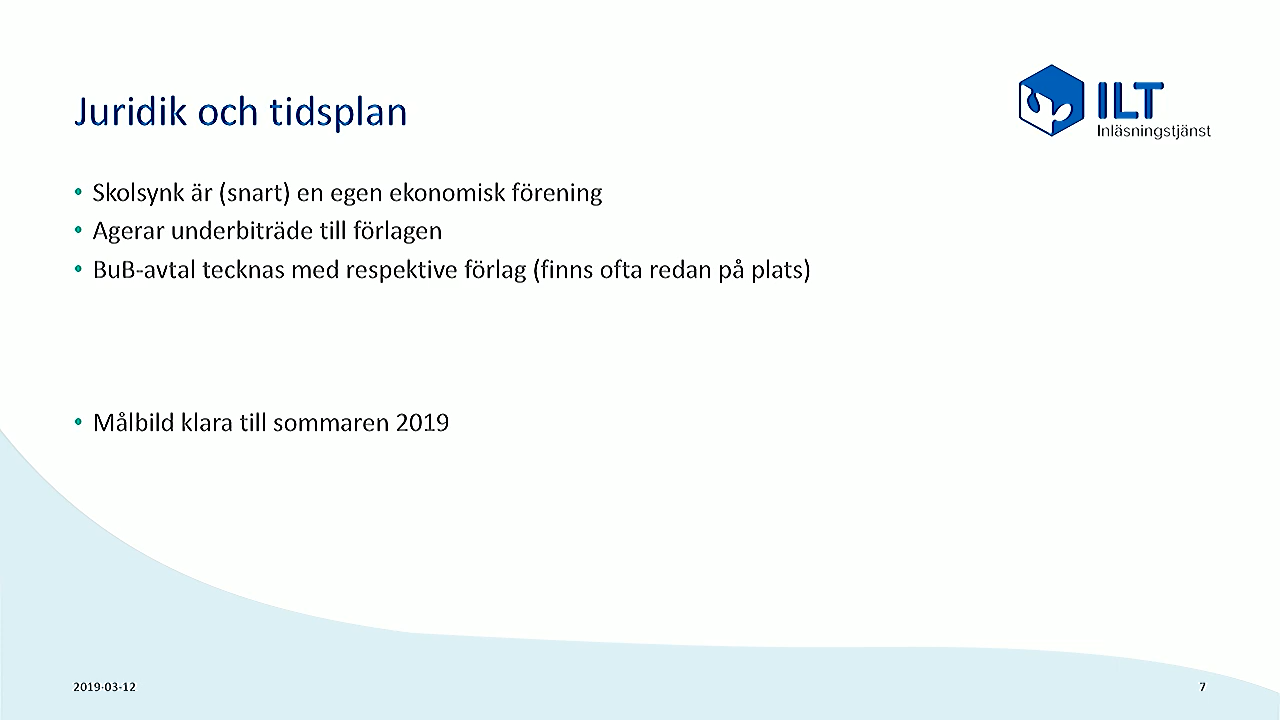 Juridik och tidsplan
ILT
Inläsningstjänst
• Skolsynk är (snart) en egen ekonomisk förening
• Agerar underbiträde till förlagen
• BuB-avtal tecknas med respektive förlag (finns ofta redan på plats)
• Målbild klara till sommaren 2019
2019-03-12
7